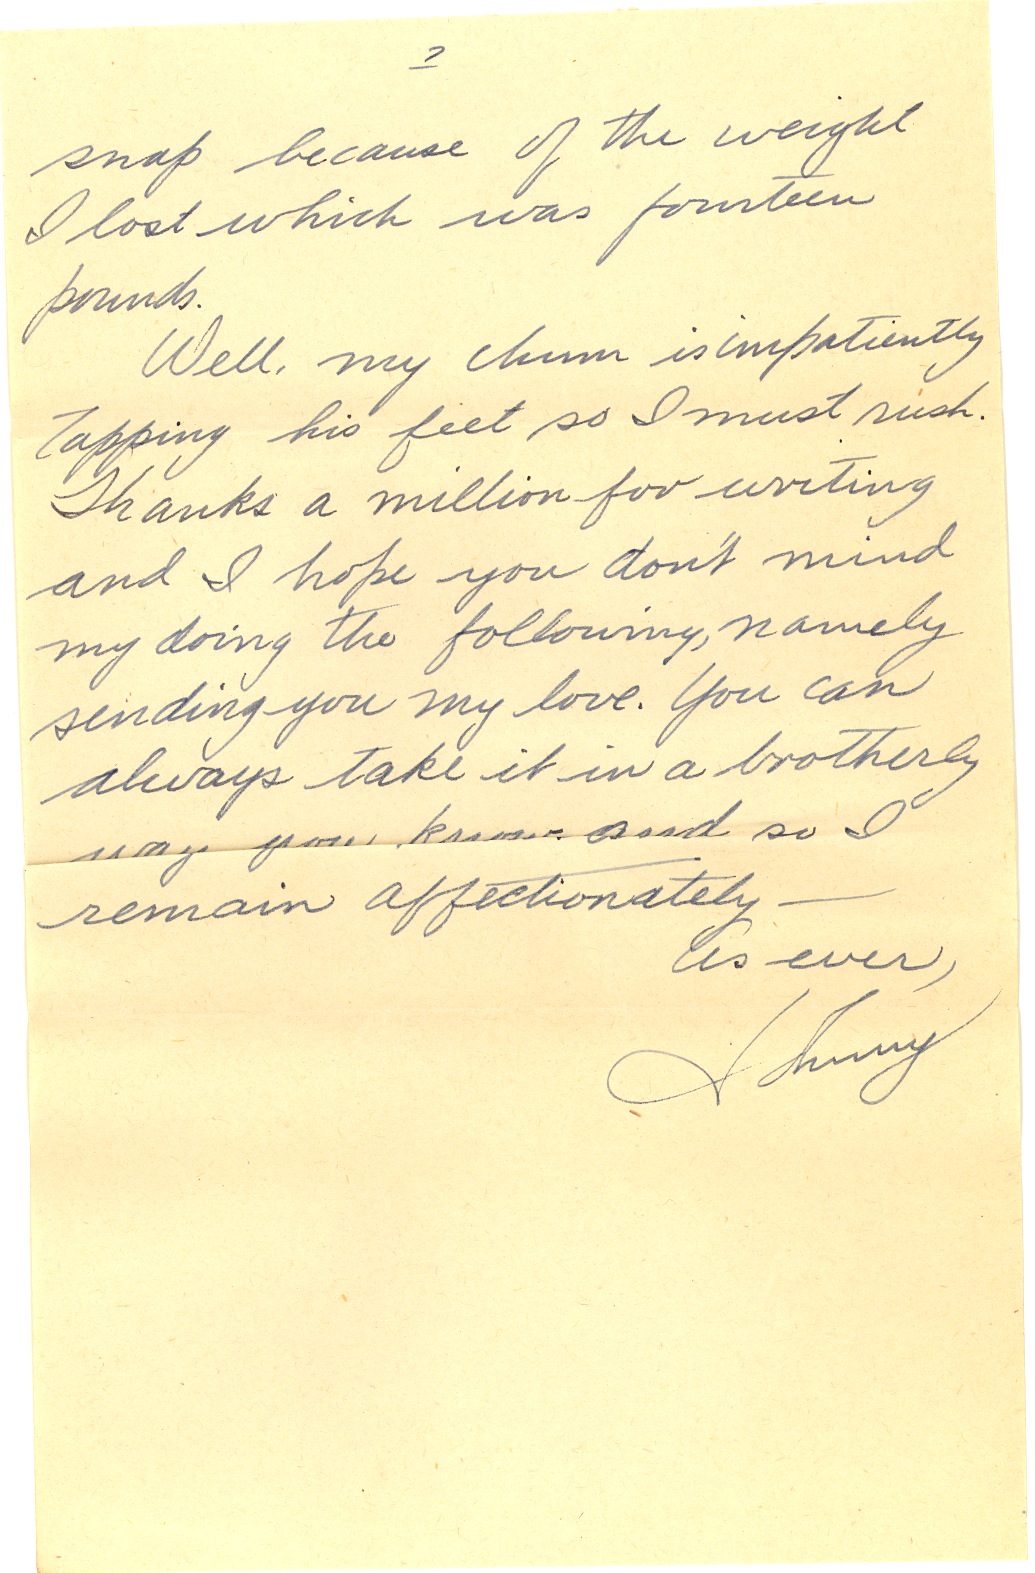 2
snap because of the weight
I lost which was fourteen
pounds.
Well, my chum is impatiently
tapping his feet so I must rush.
Thanks a million for writing
and I hope you don't mind
my doing the following, namely
sending you my love. You can
always take it in a brotherly
way you know and so I
remain affectionately —
As ever,